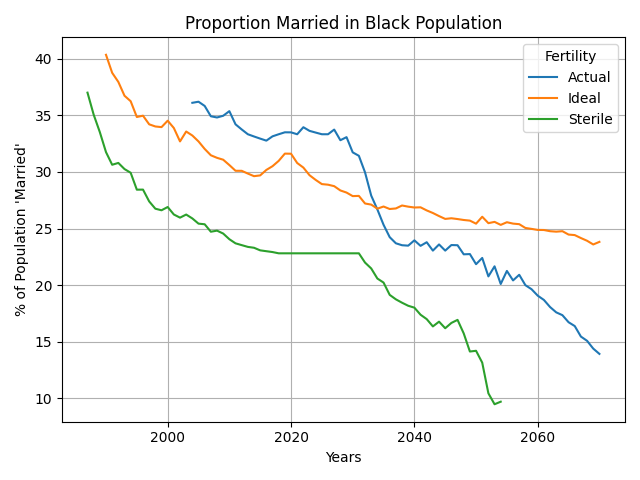 Proportion Married in Black Population
Fertility
Actual
Ideal
Sterile
% of Population 'Married'
40
35
30
25
20
15
10
2000
2020
2040
2060
Years